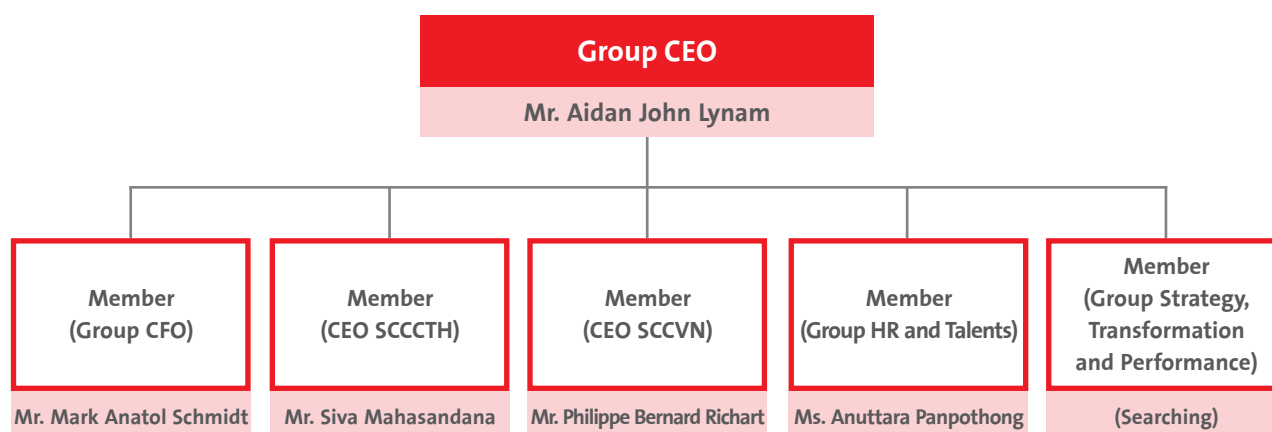 Group CEO
Mr. Aidan John Lynam
Member
(Group CFO)
Mr. Mark Anatol Schmidt
Member
(CEO SCCCTH)
Mr. Siva Mahasandana
Member
(CEO SCCVN)
Mr. Philippe Bernard Richart
Member
(Group HR and Talents)
Ms. Anuttara Panpothong
Member
(Group Strategy,
Transformation
and Performance)
(Searching)